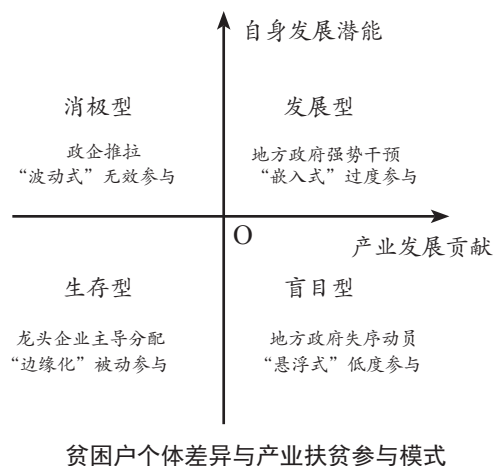 自身发展潜能
消极型
发展型
政企推拉
“波动式”无效参与
地方政府强势干预
“嵌入式”过度参与
O
产业发展贡献
生存型
盲目型
龙头企业主导分配
“边缘化”被动参与
地方政府失序动员
“悬浮式”低度参与
贫困户个体差异与产业扶贫参与模式